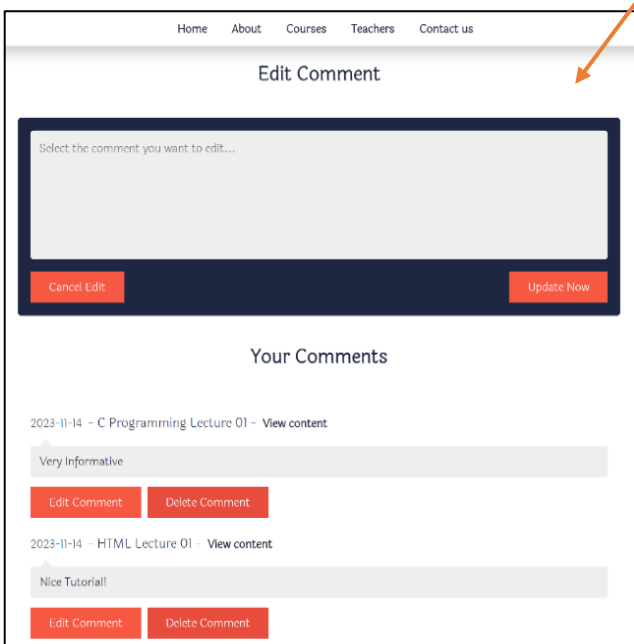 Home About Courses Teachers Contact us
Edit Comment
Select the comment you want to edit...
Cancel Edit Update Now
Your Comments
2023-11-14 - C Programming Lecture 01 - View content
Very Informative
Edit Comment Delete Comment
2023-11-14 - HTML Lecture 01 - View content
Nice Tutorial!
Edit Comment Delete Comment